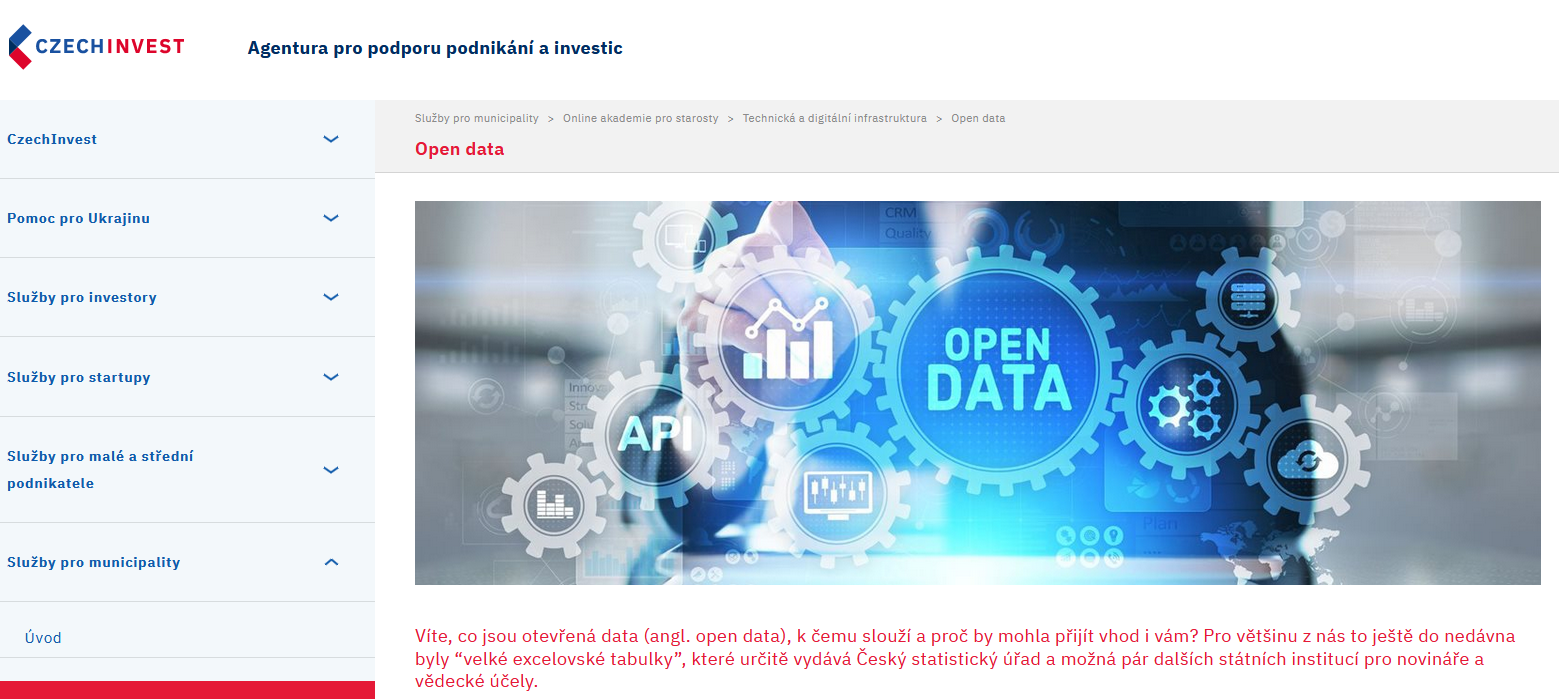 CZECHINVEST
Agentura pro podporu podnikání a investic
CzechInvest
Pomoc pro Ukrajinu
Služby pro investory
Služby pro startupy
Služby pro malé a střední
podnikatele
Služby pro municipality
Úvod
Služby pro municipality > Online akademie pro starosty > Technická a digitální infrastruktura > Open data
Open data
CRM
Quality
OPEN
DATA
API
Plan
Víte, co jsou otevřená data (angl. open data), k čemu slouží a proč by mohla přijít vhod i vám? Pro většinu z nás to ještě do nedávna
byly “velké excelovské tabulky”, které určitě vydává Český statistický úřad a možná pár dalších státních institucí pro novináře a
vědecké účely.